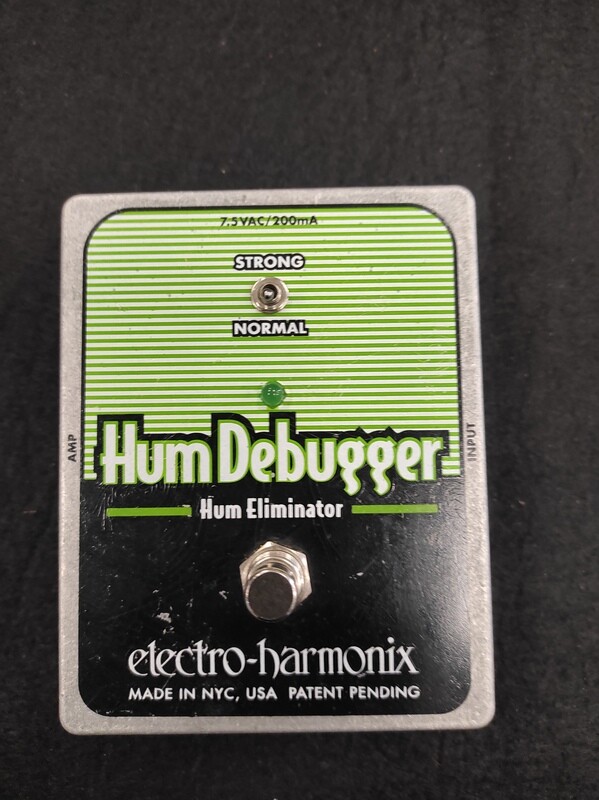 7.5VAC/200mA
STRONG
NORMAL
AMP
INPUT
Hum Debugger
Hum Eliminator
electro-harmonix
MADE IN NYC, USA PATENT PENDING